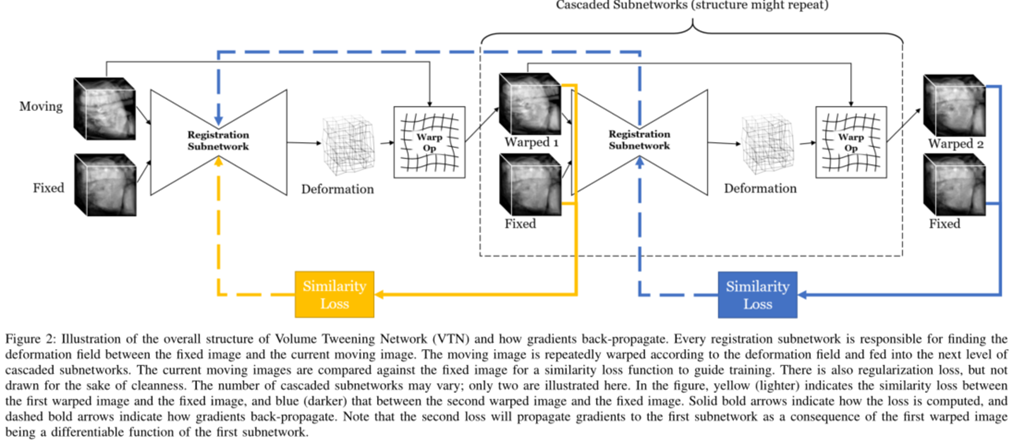 Cascaded Subnetworks (structure might repeat)
Moving
Fixed
Registration
Subnetwork
Deformation
Warp
Op
Warped 1
Fixed
Registration
Subnetwork
Deformation
Warp
Op
Warped 2
Fixed
Similarity
Loss
Similarity
Loss
Figure 2: Illustration of the overall structure of Volume Tweening Network (VTN) and how gradients back-propagate. Every registration subnetwork is responsible for finding the
deformation field between the fixed image and the current moving image. The moving image is repeatedly warped according to the deformation field and fed into the next level of
cascaded subnetworks. The current moving images are compared against the fixed image for a similarity loss function to guide training. There is also regularization loss, but not
drawn for the sake of cleanness. The number of cascaded subnetworks may vary; only two are illustrated here. In the figure, yellow (lighter) indicates the similarity loss between
the first warped image and the fixed image, and blue (darker) that between the second warped image and the fixed image. Solid bold arrows indicate how the loss is computed, and
dashed bold arrows indicate how gradients back-propagate. Note that the second loss will propagate gradients to the first subnetwork as a consequence of the first warped image
being a differentiable function of the first subnetwork.